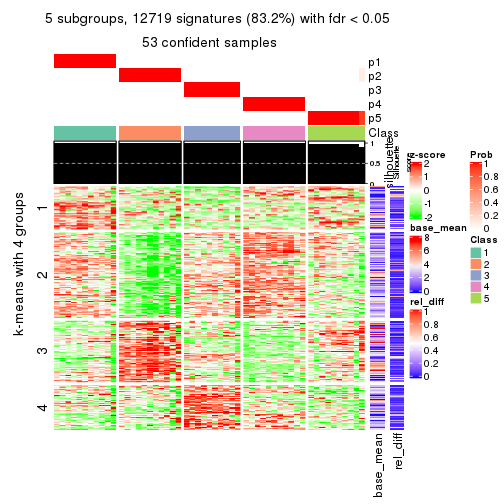 5 subgroups, 12719 signatures (83.2%) with fdr < 0.05
53 confident samples
p1
p2
p3
p4
p5
Class
1
0.5
0
silhouette
Silhouette
score
k-means with 4 groups
1
2
3
4
base_mean
rel_diff
z-score
2
1
0
-1
-2
base_mean
8
6
4
2
0
rel_diff
1
0.8
0.6
0.4
0.2
0
Prob
1
0.8
0.6
0.4
0.2
0
Class
1
2
3
4
5